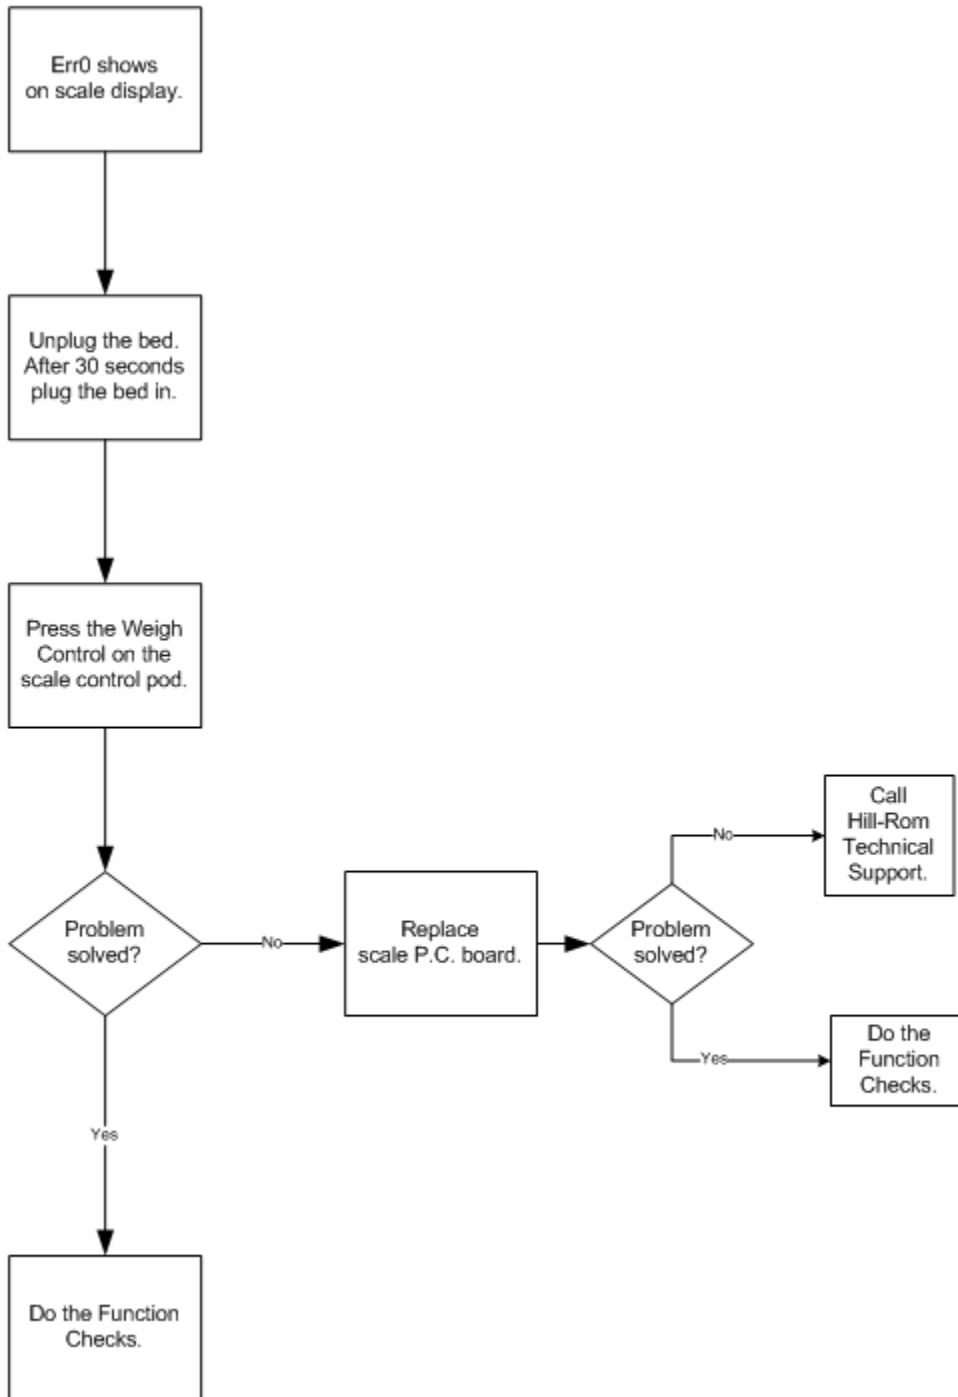 Err0 shows
on scale display.
Unplug the bed.
After 30 seconds
plug the bed in.
Press the Weigh
Control on the
scale control pod.
Problem
solved?
No
Replace
scale P.C. board.
Problem
solved?
No
Call
Hill-Rom
Technical
Support.
Yes
Do the
Function
Checks.
Yes
Do the Function
Checks.